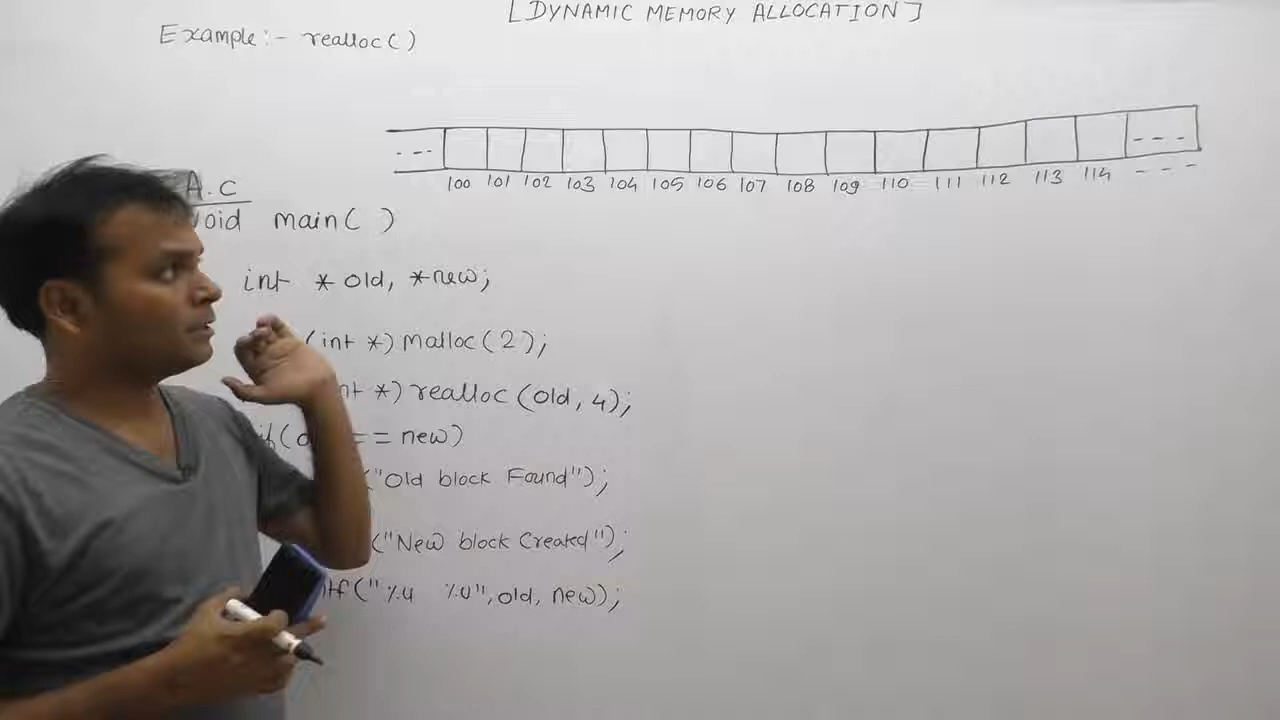 [DYNAMIC MEMORY ALLOCATION]
Example:- realloc()
100 101 102 103 104 105 106 107 108 109 110 111 112 113 114
A.c
void main( )
int * old, *new;
(int *) malloc(2);
int *) realloc(old, 4);
if( == new)
("Old block Found");
("New block Created");
ntf("%u %u", old, new);